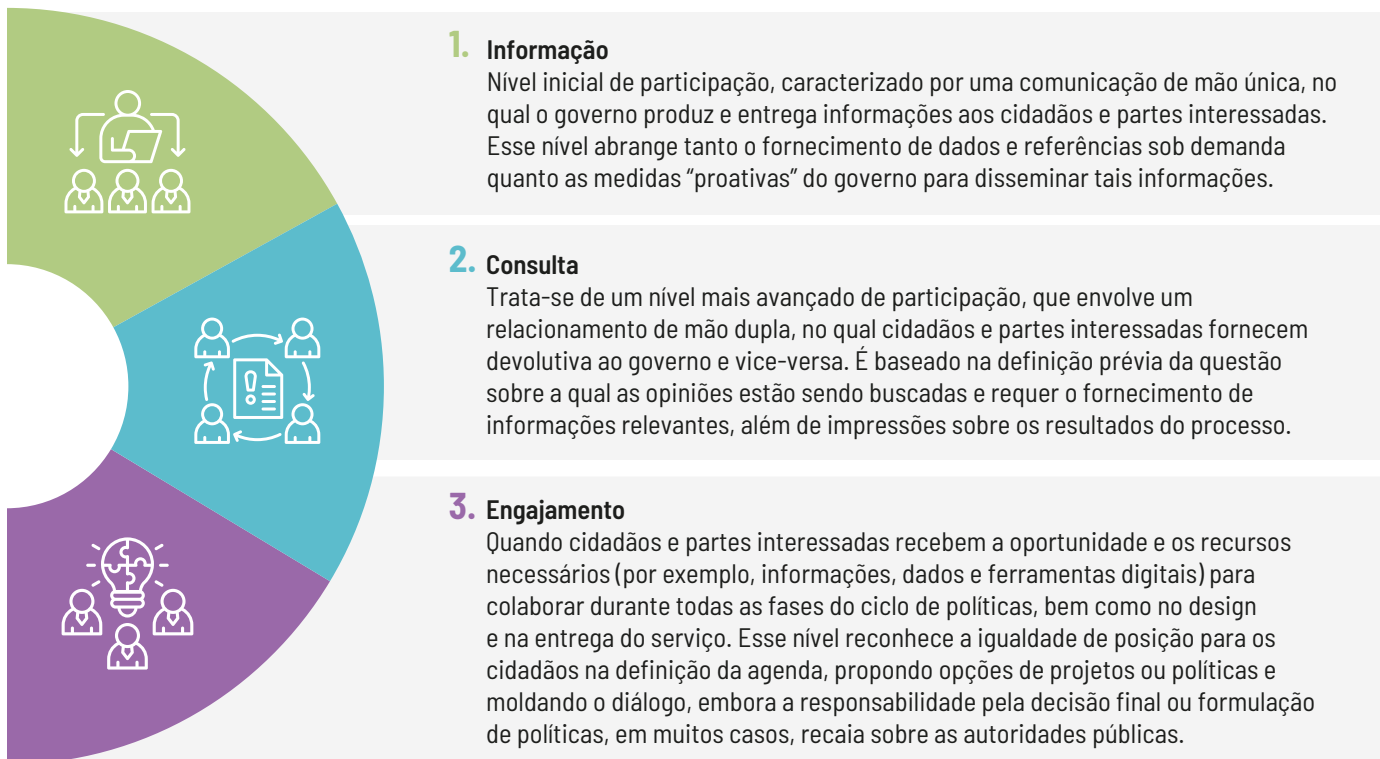 1. Informação
Nível inicial de participação, caracterizado por uma comunicação de mão única, no
qual o governo produz e entrega informações aos cidadãos e partes interessadas.
Esse nível abrange tanto o fornecimento de dados e referências sob demanda
quanto as medidas “proativas” do governo para disseminar tais informações.
2. Consulta
Trata-se de um nível mais avançado de participação, que envolve um
relacionamento de mão dupla, no qual cidadãos e partes interessadas fornecem
devolutiva ao governo e vice-versa. É baseado na definição prévia da questão
sobre a qual as opiniões estão sendo buscadas e requer o fornecimento de
informações relevantes, além de impressões sobre os resultados do processo.
3. Engajamento
Quando cidadãos e partes interessadas recebem a oportunidade e os recursos
necessários (por exemplo, informações, dados e ferramentas digitais) para
colaborar durante todas as fases do ciclo de políticas, bem como no design
e na entrega do serviço. Esse nível reconhece a igualdade de posição para os
cidadãos na definição da agenda, propondo opções de projetos ou políticas e
moldando o diálogo, embora a responsabilidade pela decisão final ou formulação
de políticas, em muitos casos, recaia sobre as autoridades públicas.